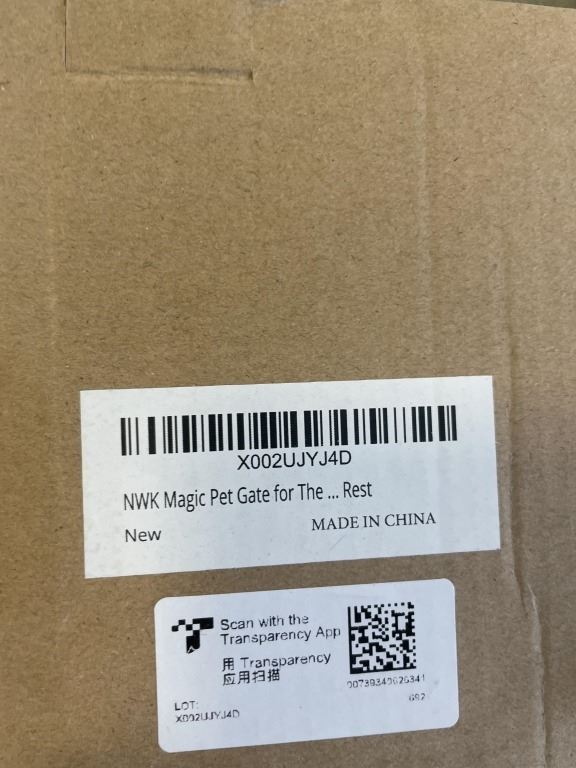 X002UJYJ4D
NWK Magic Pet Gate for The ... Rest
New
MADE IN CHINA
Scan with the
Transparency App
用 Transparency
应用扫描
LOT:
X002UJYJ4D